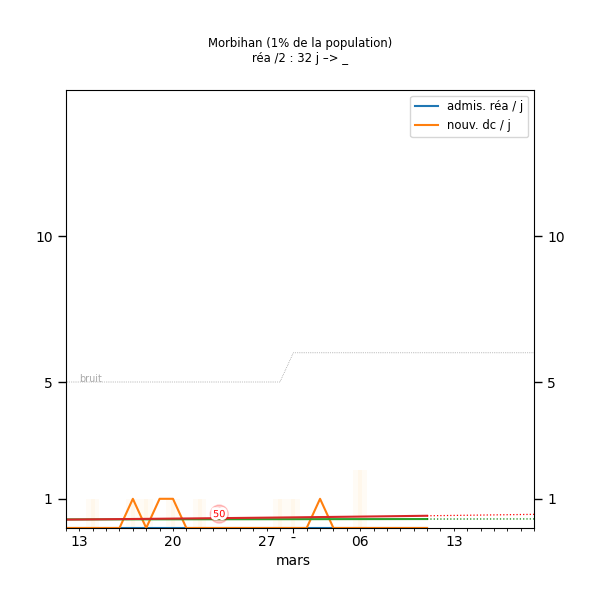 Morbihan (1% de la population)
réa /2 : 32 j –> _
admis. réa / j
nouv. dc / j
10
10
bruit
5
5
50
1
1
13
20
27
-
06
13
mars